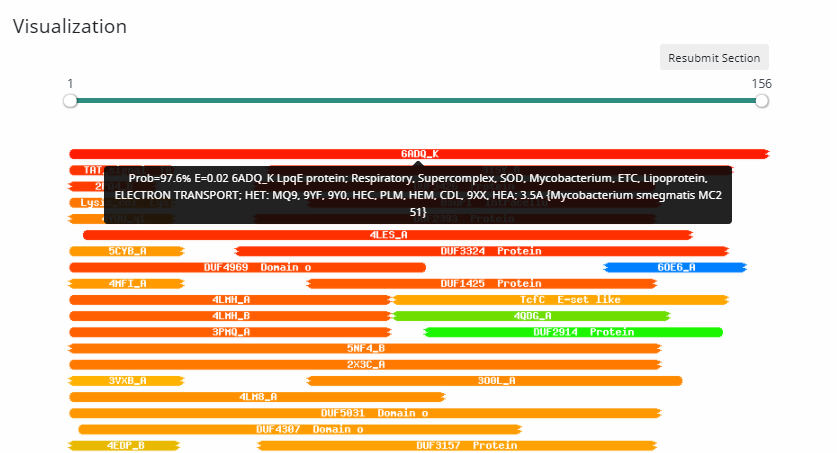 Visualization
Resubmit Section
1 156
6ADQ_K
TAT
Prob=97.6% E=0.02 6ADQ_K LpqE protein; Respiratory, Supercomplex, SOD, Mycobacterium, ETC, Lipoprotein,
ELECTRON TRANSPORT; HET: MQ9, 9YF, 9Y0, HEC, PLM, HEM, CDL, 9XX, HEA; 3.5A {Mycobacterium smegmatis MC2
51}
4LES_A
5CYB_A DUF3324 Protein
DUF4969 Domain o 6OE6_A
4MFI_A DUF1425 Protein
4LMH_A TcfC E-set like
4LMH_B 4QDG_A
3PMQ_A DUF2914 Protein
5NF4_B
2X3C_A
3VXB_A 3O0L_A
4LM8_A
DUF5031 Domain o
DUF4307 Domain o
4EDP_B DUF3157 Protein